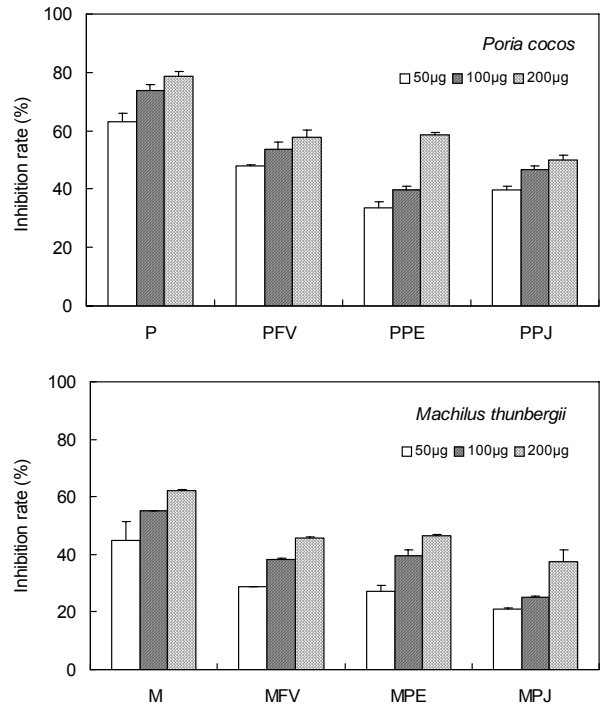 100
Poria cocos
80
50µg 100µg 200µg
60
40
20
0
Inhibition rate (%)
P PFV PPE PPJ
100
Machilus thunbergii
80
50µg 100µg 200µg
60
40
20
0
Inhibition rate (%)
M MFV MPE MPJ